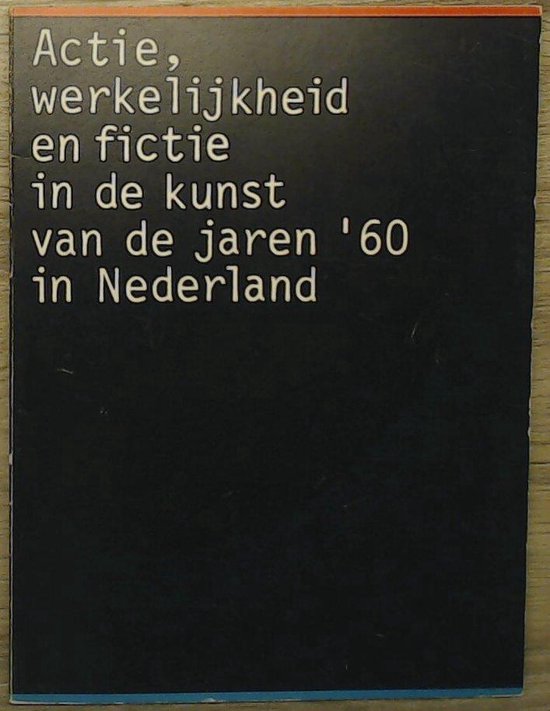 Actie,
werkelijkheid
en fictie
in de kunst
van de jaren '60
in Nederland